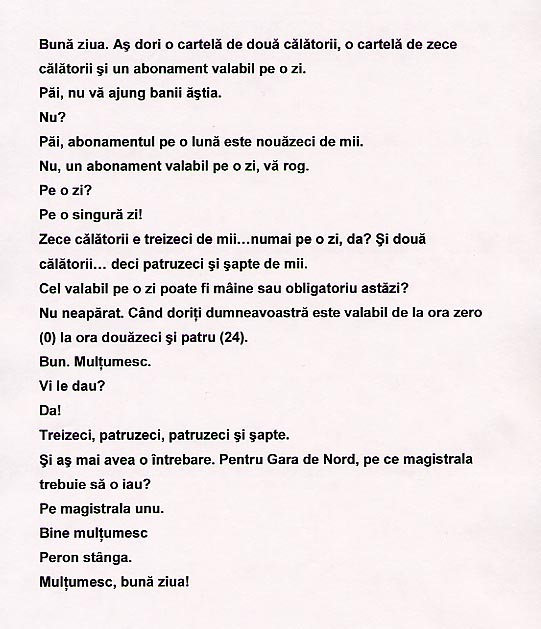 Bună ziua. Aş dori o cartelă de două călătorii, o cartelă de zece
călătorii şi un abonament valabil pe o zi.
Păi, nu vă ajung banii ăştia.
Nu?
Păi, abonamentul pe o lună este nouăzeci de mii.
Nu, un abonament valabil pe o zi, vă rog.
Pe o zi?
Pe o singură zi!
Zece călătorii e treizeci de mii…numai pe o zi, da? Şi două
călătorii… deci patruzeci şi şapte de mii.
Cel valabil pe o zi poate fi mâine sau obligatoriu astăzi?
Nu neapărat. Când doriţi dumneavoastră este valabil de la ora zero
(0) la ora douăzeci şi patru (24).
Bun. Mulţumesc.
Vi le dau?
Da!
Treizeci, patruzeci, patruzeci şi şapte.
Şi aş mai avea o întrebare. Pentru Gara de Nord, pe ce magistrala
trebuie să o iau?
Pe magistrala unu.
Bine mulţumesc
Peron stânga.
Mulţumesc, bună ziua!